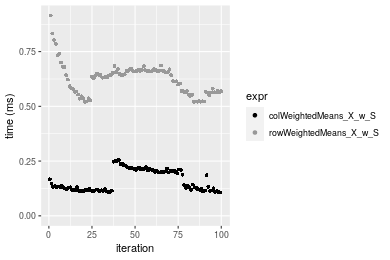 0.75
0.50
0.25
0.00
time (ms)
0
25
50
75
100
iteration
expr
colWeightedMeans_X_w_S
rowWeightedMeans_X_w_S